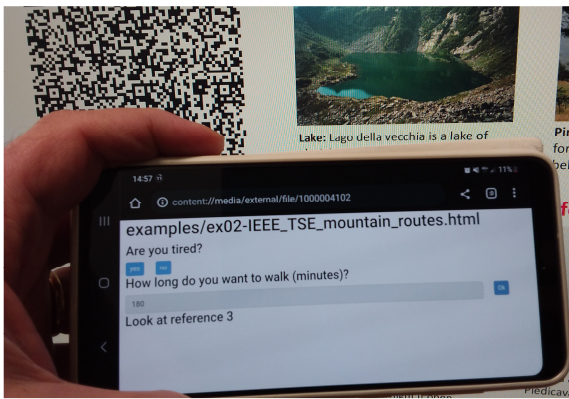 Lake: Lago della vecchia is a lake of
Pi
for
be
14:57
11%
content://media/external/file/1000004102
examples/ex02-IEEE_TSE_mountain_routes.html
Are you tired?
yes no
How long do you want to walk (minutes)?
180
Ok
Look at reference 3
Piedicav